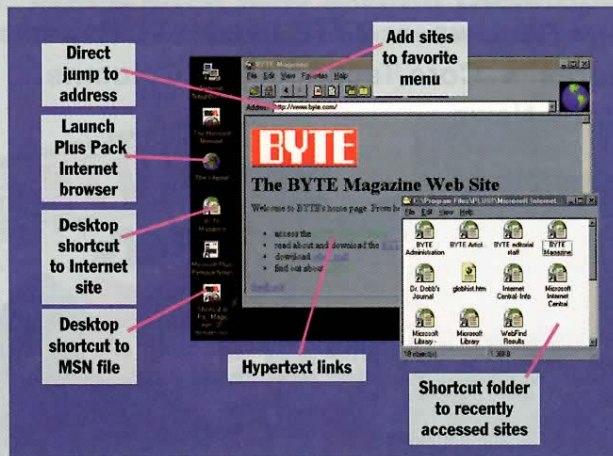 Direct
jump to
address
Launch
Plus Pack
Internet
browser
Desktop
shortcut
to Internet
site
Desktop
shortcut to
MSN file
Add sites
to favorite
menu
BYTE Magazine
File Edit View Favorites Help
Address: http://www.byte.com/
BYTE
The BYTE Magazine Web Site
Welcome to BYTE's home page. From
access the
read about and download the
download
find out about
The Microsoft
Network
The Internet
Hypertext links
C:\Program Files\PLUS!\Microsoft Internet
File Edit View Help
BYTE
Administration
BYTE Artist
BYTE editorial
staff
BYTE
Magazine
Dr. Dobb's
Journal
globhist.htm
Internet
Central-Info
Microsoft
Internet
Central
Microsoft
Library -
Microsoft
Library
WebFind
Results
Shortcut folder
to recently
accessed sites